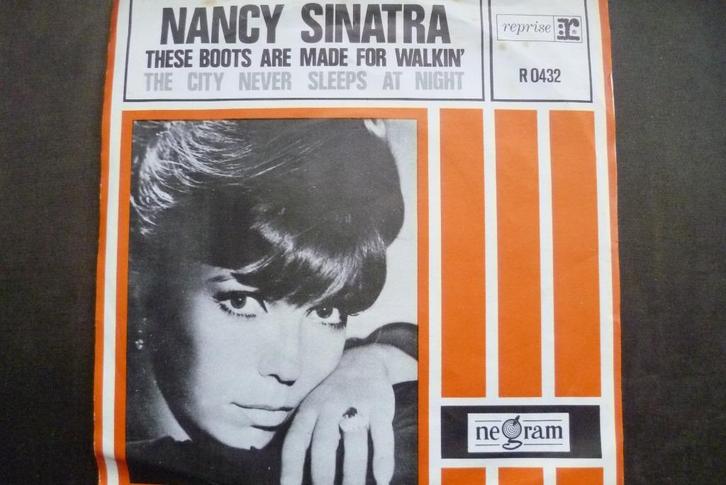 NANCY SINATRA
THESE BOOTS ARE MADE FOR WALKIN'
THE CITY NEVER SLEEPS AT NIGHT
reprise r:
R 0432
negram